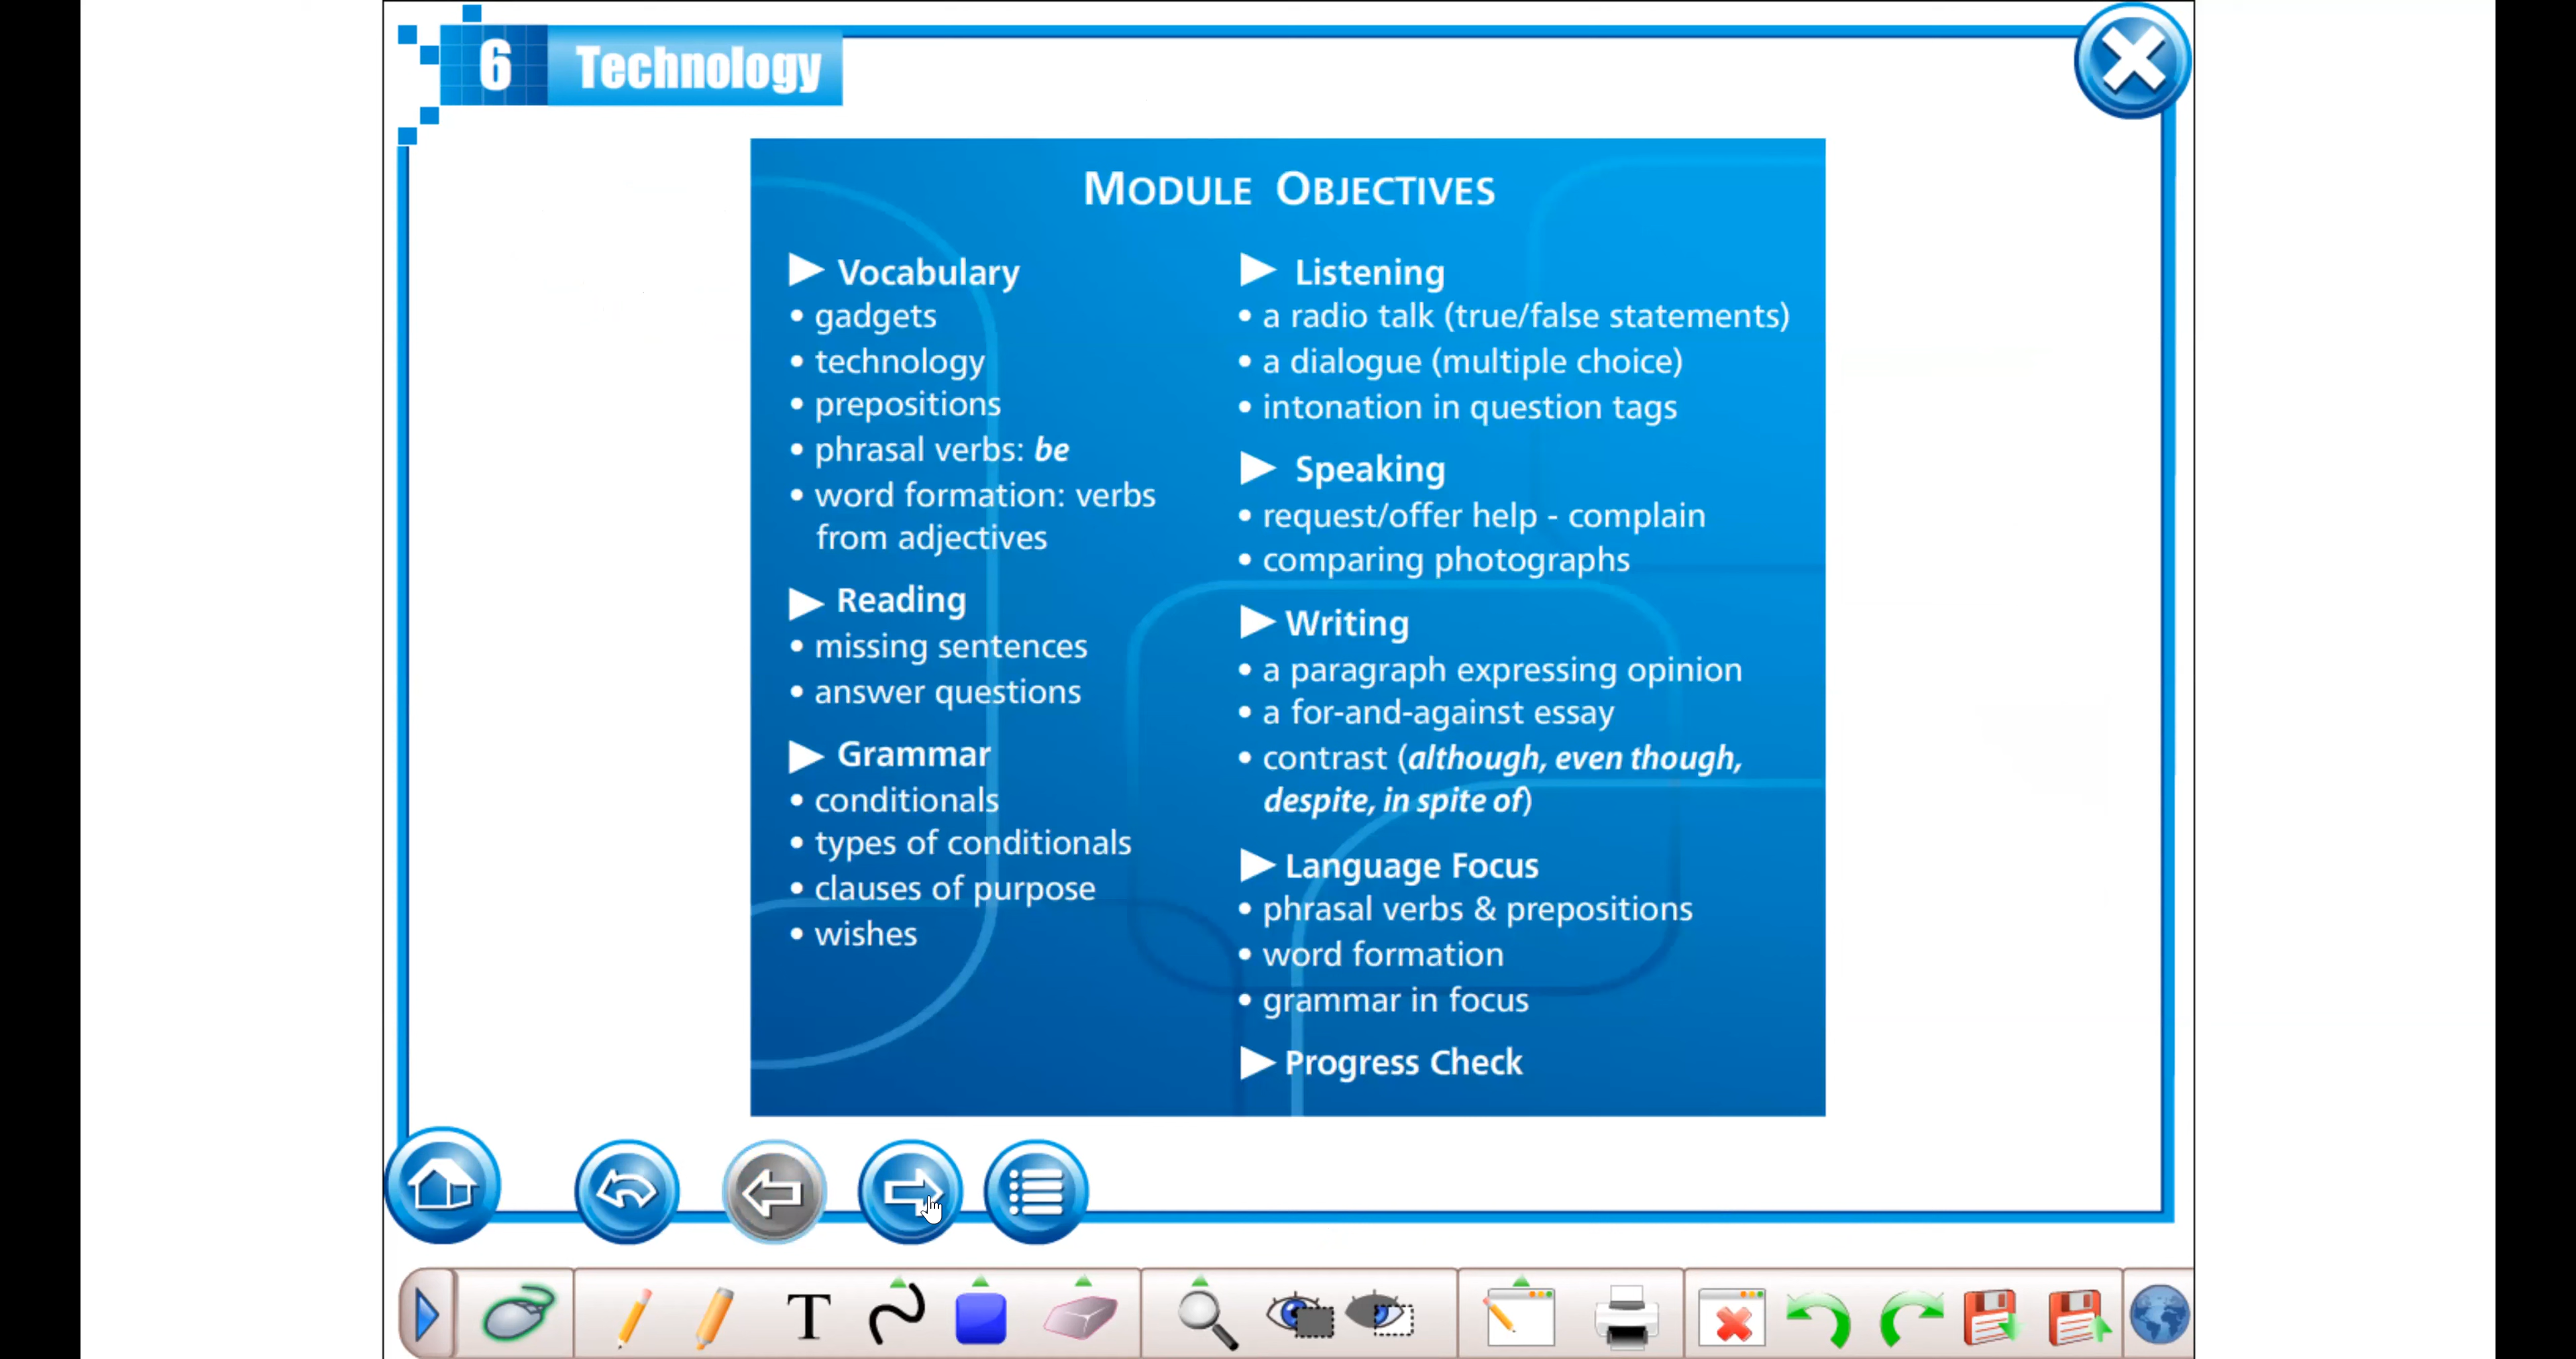 6 Technology
MODULE OBJECTIVES
Vocabulary
• gadgets
• technology
• prepositions
• phrasal verbs: be
• word formation: verbs
from adjectives
Reading
• missing sentences
• answer questions
Grammar
• conditionals
• types of conditionals
• clauses of purpose
• wishes
Listening
• a radio talk (true/false statements)
• a dialogue (multiple choice)
• intonation in question tags
Speaking
• request/offer help - complain
• comparing photographs
Writing
• a paragraph expressing opinion
• a for-and-against essay
• contrast (although, even though,
despite, in spite of)
Language Focus
• phrasal verbs & prepositions
• word formation
• grammar in focus
Progress Check
T